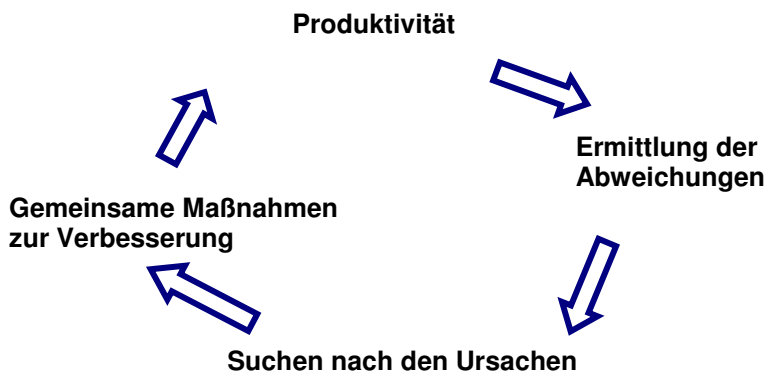 Produktivität
Ermittlung der
Abweichungen
Gemeinsame Maßnahmen
zur Verbesserung
Suchen nach den Ursachen